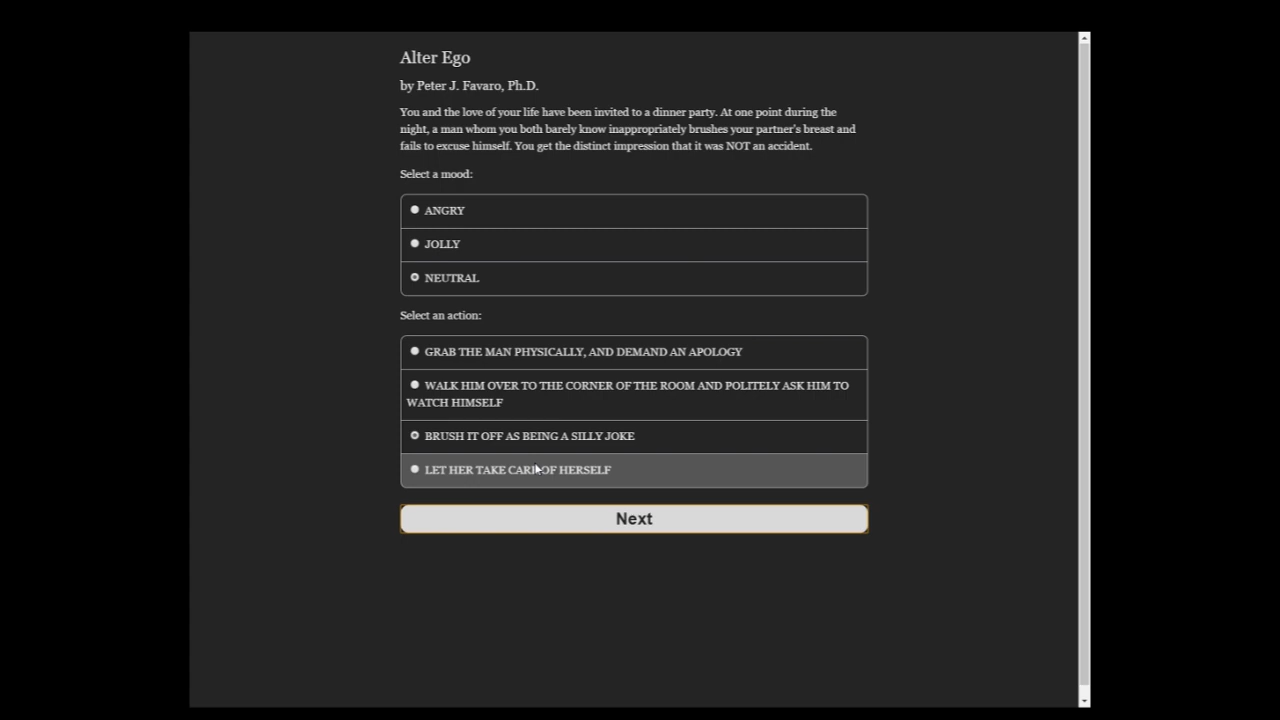 Alter Ego
by Peter J. Favaro, Ph.D.
You and the love of your life have been invited to a dinner party. At one point during the
night, a man whom you both barely know inappropriately brushes your partner's breast and
fails to excuse himself. You get the distinct impression that it was NOT an accident.
Select a mood:
ANGRY
JOLLY
NEUTRAL
Select an action:
GRAB THE MAN PHYSICALLY, AND DEMAND AN APOLOGY
WALK HIM OVER TO THE CORNER OF THE ROOM AND POLITELY ASK HIM TO
WATCH HIMSELF
BRUSH IT OFF AS BEING A SILLY JOKE
LET HER TAKE CARE OF HERSELF
Next